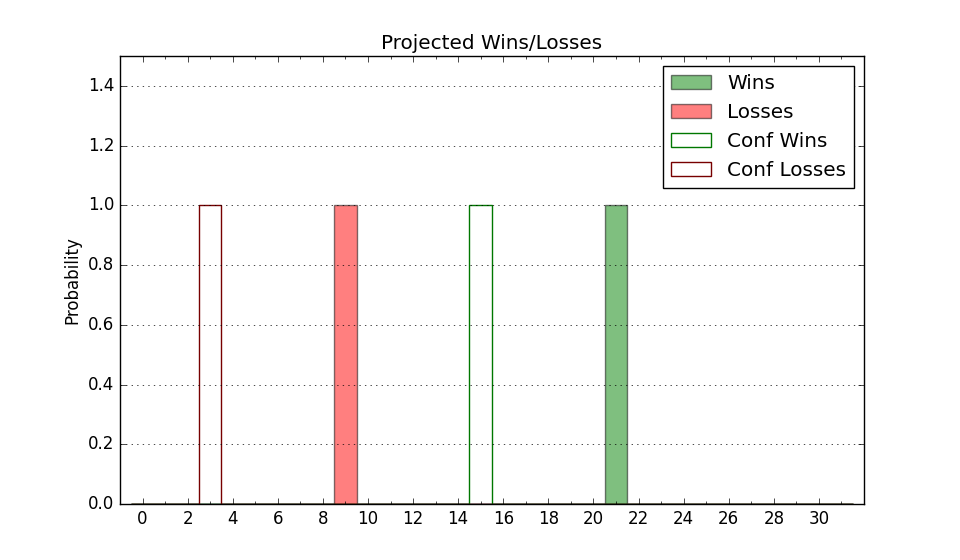 Projected Wins/Losses
1.4
1.2
1.0
0.8
0.6
0.4
0.2
0.0
Probability
Wins
Losses
Conf Wins
Conf Losses
0 2 4 6 8 10 12 14 16 18 20 22 24 26 28 30